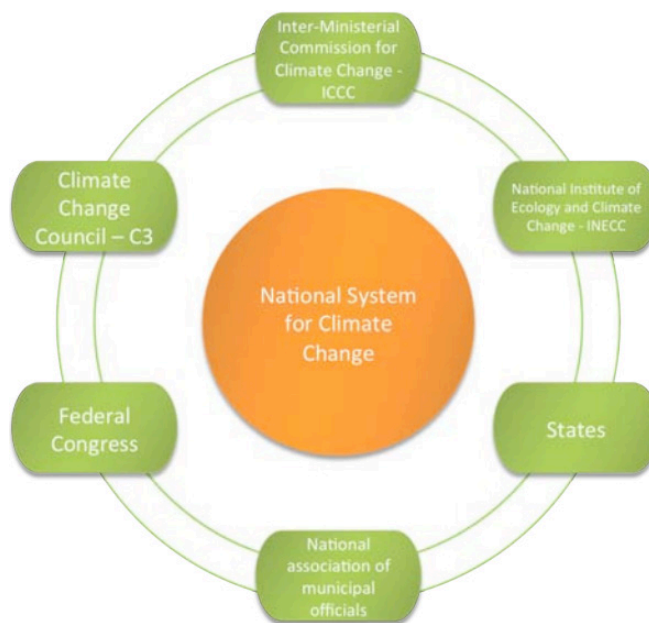 Inter-Ministerial
Commission for
Climate Change -
ICCC
Climate
Change
Council – C3
National Institute of
Ecology and Climate
Change - INECC
National System
for Climate
Change
Federal
Congress
States
National
association of
municipal
officials